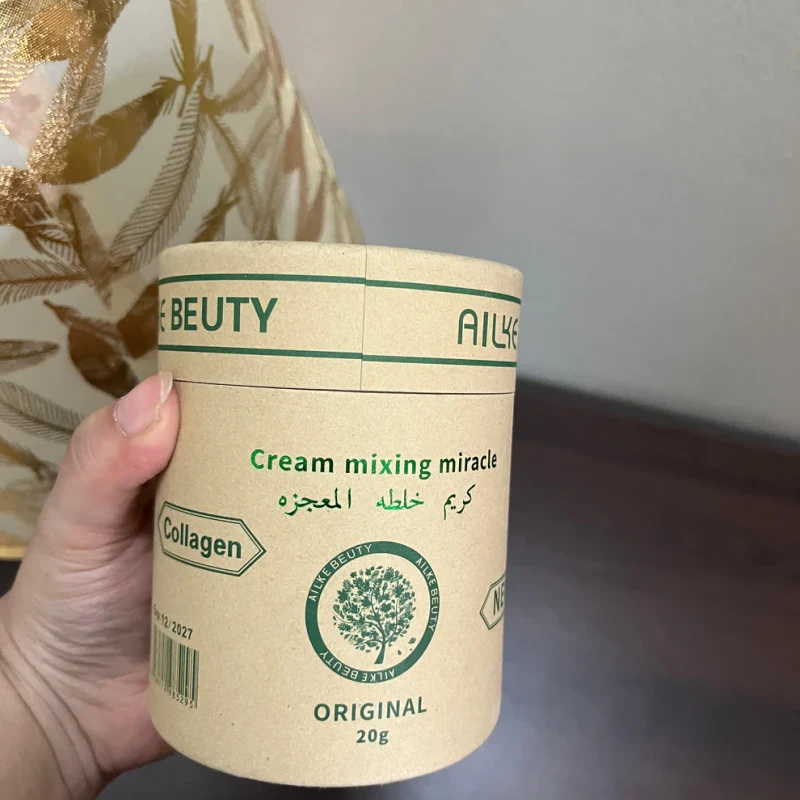 BEUTY
AILKE
Cream mixing miracle
كريم خلطه المعجزه
Collagen
AILKE BEUTY AILKE BEUTY AILKE BEUTY
12/2027
ORIGINAL
20g